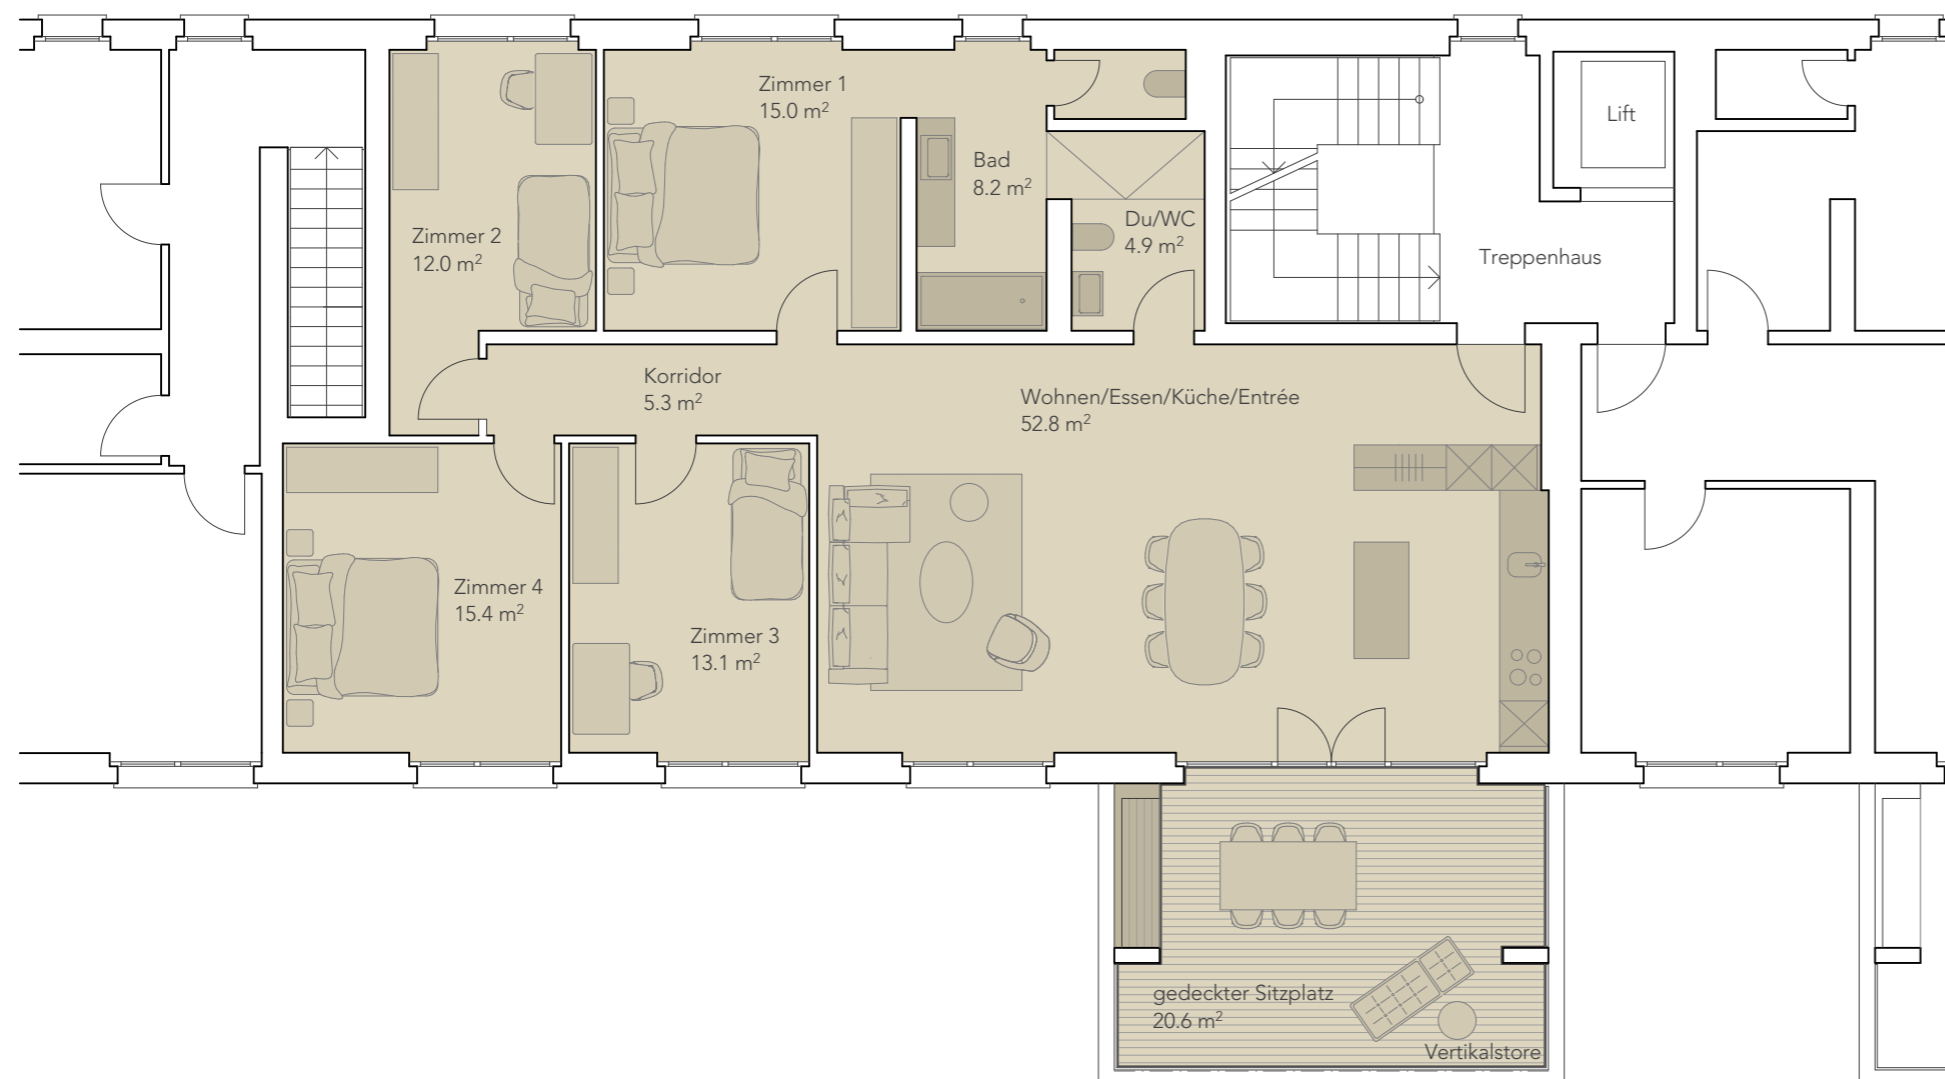 Zimmer 1
15.0 m²
Lift
Bad
8.2 m²
Du/WC
4.9 m²
Zimmer 2
12.0 m²
Treppenhaus
Korridor
5.3 m²
Wohnen/Essen/Küche/Entrée
52.8 m²
Zimmer 4
15.4 m²
Zimmer 3
13.1 m²
gedeckter Sitzplatz
20.6 m²
Vertikalstore